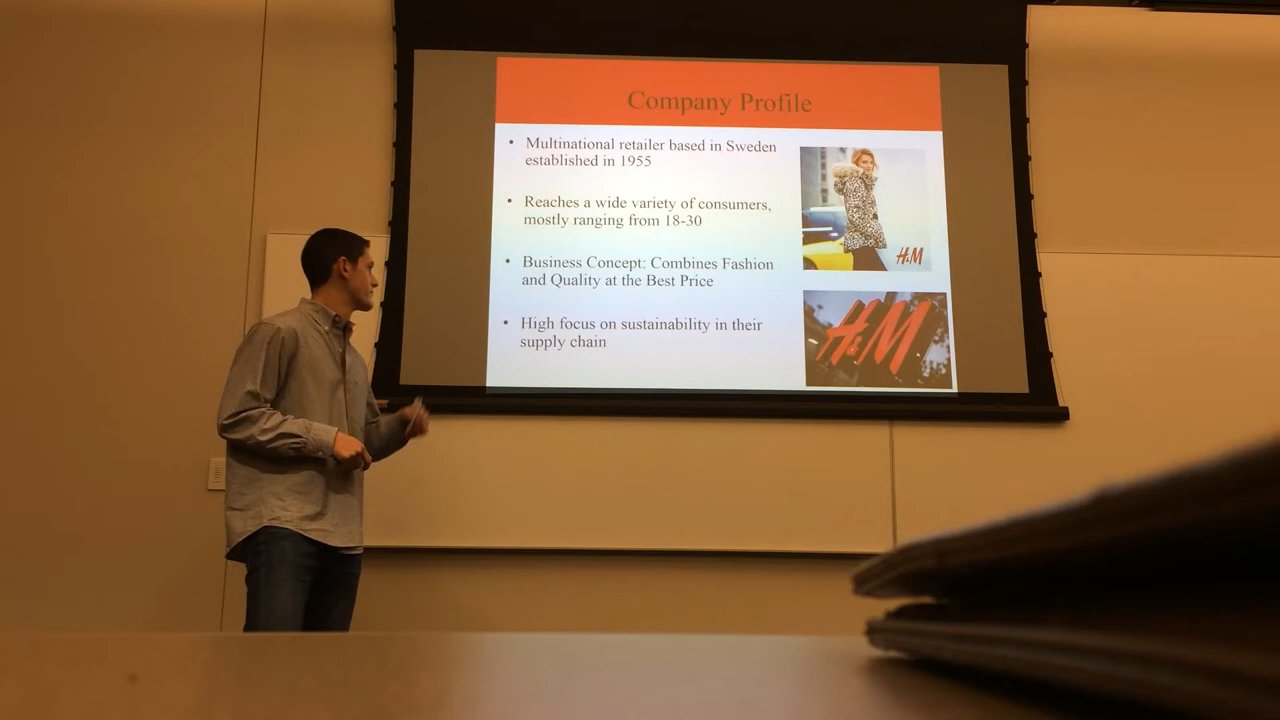 Company Profile
• Multinational retailer based in Sweden
established in 1955
• Reaches a wide variety of consumers,
mostly ranging from 18-30
• Business Concept: Combines Fashion
and Quality at the Best Price
• High focus on sustainability in their
supply chain
H&M
H&M